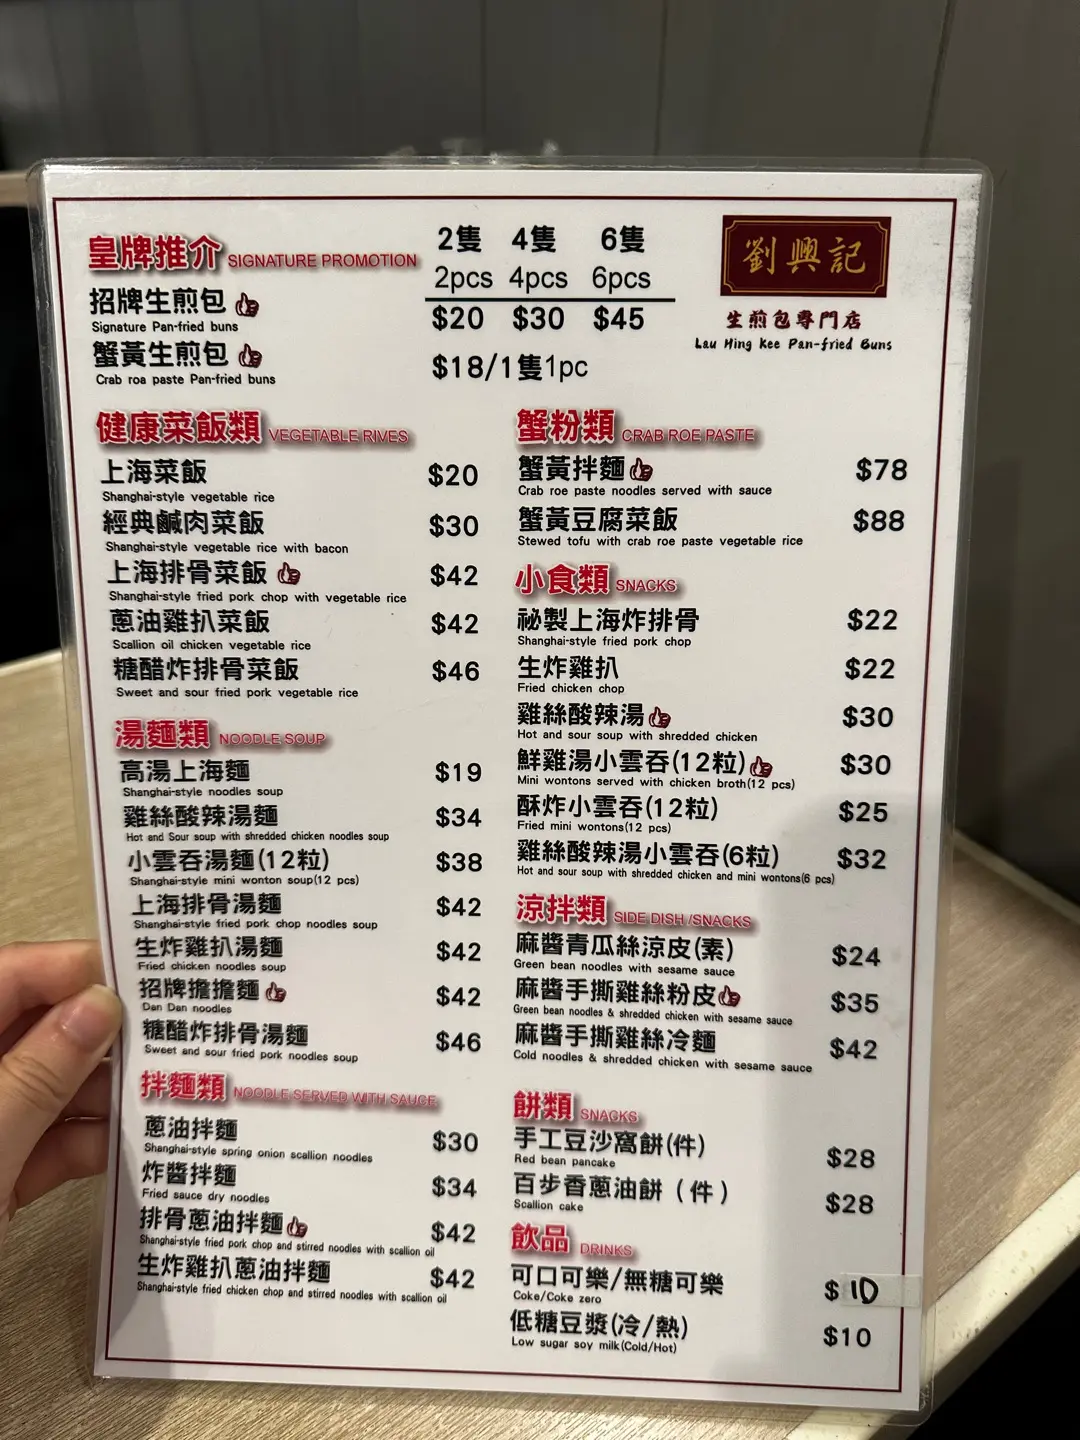 皇牌推介 SIGNATURE PROMOTION
2隻 4隻 6隻
2pcs 4pcs 6pcs
招牌生煎包
Signature Pan-fried buns
$20 $30 $45
蟹黃生煎包
Crab roa paste Pan-fried buns
$18/1隻1pc
劉興記
生煎包專門店
Lau Hing Kee Pan-fried Buns
健康菜飯類 VEGETABLE RIVES
上海菜飯 $20
Shanghai-style vegetable rice
經典鹹肉菜飯 $30
Shanghai-style vegetable rice with bacon
上海排骨菜飯 $42
Shanghai-style fried pork chop with vegetable rice
蔥油雞扒菜飯 $42
Scallion oil chicken vegetable rice
糖醋炸排骨菜飯 $46
Sweet and sour fried pork vegetable rice
湯麵類 NOODLE SOUP
高湯上海麵 $19
Shanghai-style noodles soup
雞絲酸辣湯麵 $34
Hot and Sour soup with shredded chicken noodles soup
小雲吞湯麵(12粒) $38
Shanghai-style mini wonton soup(12 pcs)
上海排骨湯麵 $42
Shanghai-style fried pork chop noodles soup
生炸雞扒湯麵 $42
Fried chicken noodles soup
招牌擔擔麵 $42
Dan Dan noodles
糖醋炸排骨湯麵 $46
Sweet and sour fried pork noodles soup
拌麵類 NOODLE SERVED WITH SAUCE
蔥油拌麵 $30
Shanghai-style spring onion scallion noodles
炸醬拌麵 $34
Fried sauce dry noodles
排骨蔥油拌麵 $42
Shanghai-style fried pork chop and stirred noodles with scallion oil
生炸雞扒蔥油拌麵 $42
Shanghai-style fried chicken chop and stirred noodles with scallion oil
蟹粉類 CRAB ROE PASTE
蟹黃拌麵 $78
Crab roe paste noodles served with sauce
蟹黃豆腐菜飯 $88
Stewed tofu with crab roe paste vegetable rice
小食類 SNACKS
祕製上海炸排骨 $22
Shanghai-style fried pork chop
生炸雞扒 $22
Fried chicken chop
雞絲酸辣湯 $30
Hot and sour soup with shredded chicken
鮮雞湯小雲吞(12粒) $30
Mini wontons served with chicken broth(12 pcs)
酥炸小雲吞(12粒) $25
Fried mini wontons(12 pcs)
雞絲酸辣湯小雲吞(6粒) $32
Hot and sour soup with shredded chicken and mini wontons(6 pcs)
涼拌類 SIDE DISH /SNACKS
麻醬青瓜絲涼皮(素) $24
Green bean noodles with sesame sauce
麻醬手撕雞絲粉皮 $35
Green bean noodles & shredded chicken with sesame sauce
麻醬手撕雞絲冷麵 $42
Cold noodles & shredded chicken with sesame sauce
餅類 SNACKS
手工豆沙窩餅(件) $28
Red bean pancake
百步香蔥油餅(件) $28
Scallion cake
飲品 DRINKS
可口可樂/無糖可樂 $10
Coke/Coke zero
低糖豆漿(冷/熱) $10
Low sugar soy milk(Cold/Hot)